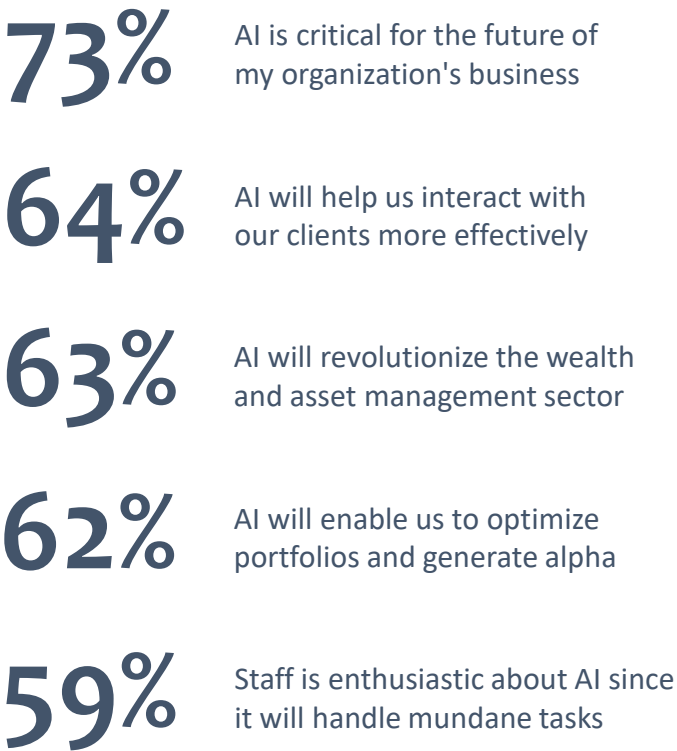 73%
AI is critical for the future of
my organization's business
64%
AI will help us interact with
our clients more effectively
63%
AI will revolutionize the wealth
and asset management sector
62%
AI will enable us to optimize
portfolios and generate alpha
59%
Staff is enthusiastic about AI since
it will handle mundane tasks